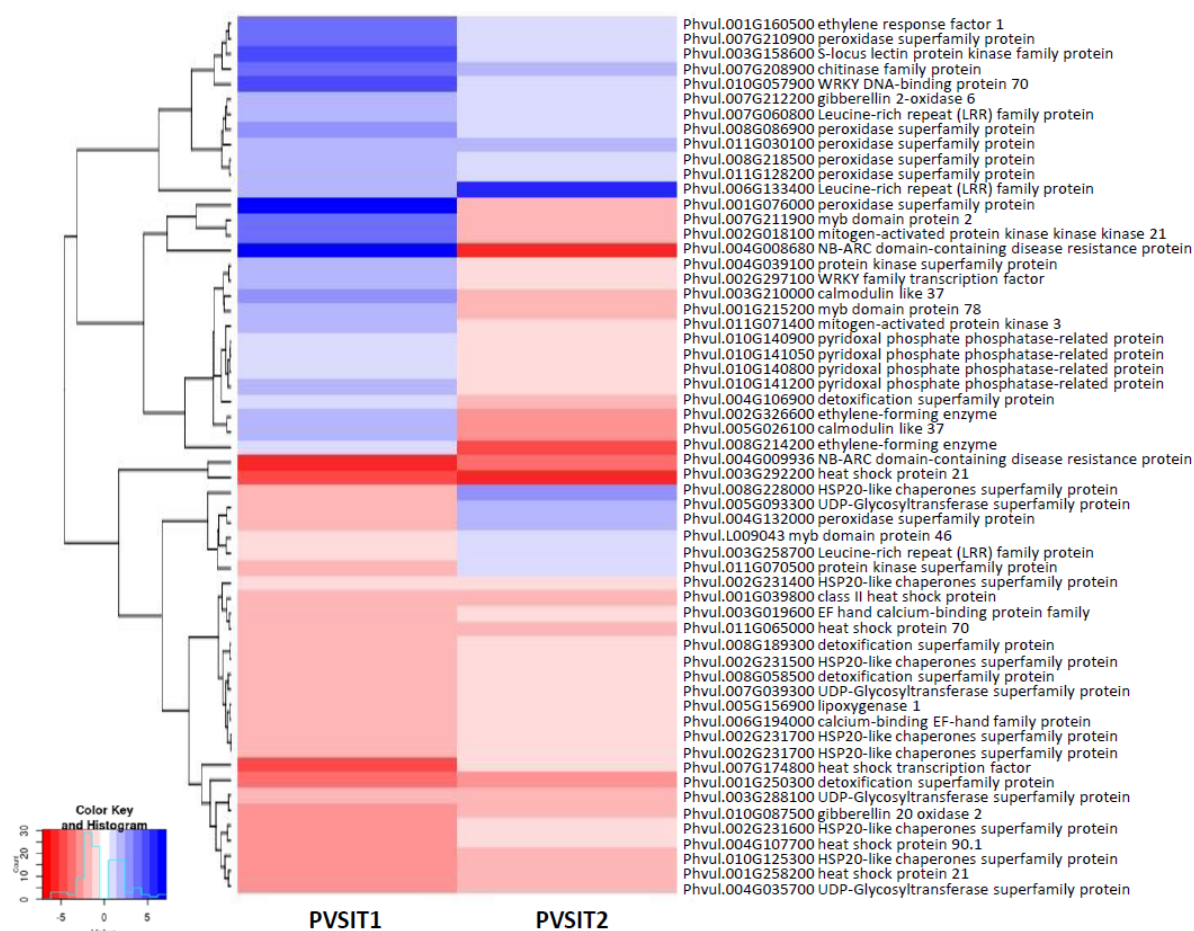 Phvul.001G160500 ethylene response factor 1
Phvul.007G210900 peroxidase superfamily protein
Phvul.003G158600 S-locus lectin protein kinase family protein
Phvul.007G208900 chitinase family protein
Phvul.010G057900 WRKY DNA-binding protein 70
Phvul.007G212200 gibberellin 2-oxidase 6
Phvul.007G060800 Leucine-rich repeat (LRR) family protein
Phvul.008G086900 peroxidase superfamily protein
Phvul.011G030100 peroxidase superfamily protein
Phvul.008G218500 peroxidase superfamily protein
Phvul.011G128200 peroxidase superfamily protein
Phvul.006G133400 Leucine-rich repeat (LRR) family protein
Phvul.001G076000 peroxidase superfamily protein
Phvul.007G211900 myb domain protein 2
Phvul.002G018100 mitogen-activated protein kinase kinase kinase 21
Phvul.004G008680 NB-ARC domain-containing disease resistance protein
Phvul.004G039100 protein kinase superfamily protein
Phvul.002G297100 WRKY family transcription factor
Phvul.003G210000 calmodulin like 37
Phvul.001G215200 myb domain protein 78
Phvul.011G071400 mitogen-activated protein kinase 3
Phvul.010G140900 pyridoxal phosphate phosphatase-related protein
Phvul.010G141050 pyridoxal phosphate phosphatase-related protein
Phvul.010G140800 pyridoxal phosphate phosphatase-related protein
Phvul.010G141200 pyridoxal phosphate phosphatase-related protein
Phvul.004G106900 detoxification superfamily protein
Phvul.002G326600 ethylene-forming enzyme
Phvul.005G026100 calmodulin like 37
Phvul.008G214200 ethylene-forming enzyme
Phvul.004G009936 NB-ARC domain-containing disease resistance protein
Phvul.003G292200 heat shock protein 21
Phvul.008G228000 HSP20-like chaperones superfamily protein
Phvul.005G093300 UDP-Glycosyltransferase superfamily protein
Phvul.004G132000 peroxidase superfamily protein
Phvul.L009043 myb domain protein 46
Phvul.003G258700 Leucine-rich repeat (LRR) family protein
Phvul.011G070500 protein kinase superfamily protein
Phvul.002G231400 HSP20-like chaperones superfamily protein
Phvul.001G039800 class II heat shock protein
Phvul.003G019600 EF hand calcium-binding protein family
Phvul.011G065000 heat shock protein 70
Phvul.008G189300 detoxification superfamily protein
Phvul.002G231500 HSP20-like chaperones superfamily protein
Phvul.008G058500 detoxification superfamily protein
Phvul.007G039300 UDP-Glycosyltransferase superfamily protein
Phvul.005G156900 lipoxygenase 1
Phvul.006G194000 calcium-binding EF-hand family protein
Phvul.002G231700 HSP20-like chaperones superfamily protein
Phvul.002G231700 HSP20-like chaperones superfamily protein
Phvul.007G174800 heat shock transcription factor
Phvul.001G250300 detoxification superfamily protein
Phvul.003G288100 UDP-Glycosyltransferase superfamily protein
Phvul.010G087500 gibberellin 20 oxidase 2
Phvul.002G231600 HSP20-like chaperones superfamily protein
Phvul.004G107700 heat shock protein 90.1
Phvul.010G125300 HSP20-like chaperones superfamily protein
Phvul.001G258200 heat shock protein 21
Phvul.004G035700 UDP-Glycosyltransferase superfamily protein
Color Key
and Histogram
Count
0 10 20 30
-5 0 5
PVSIT1 PVSIT2